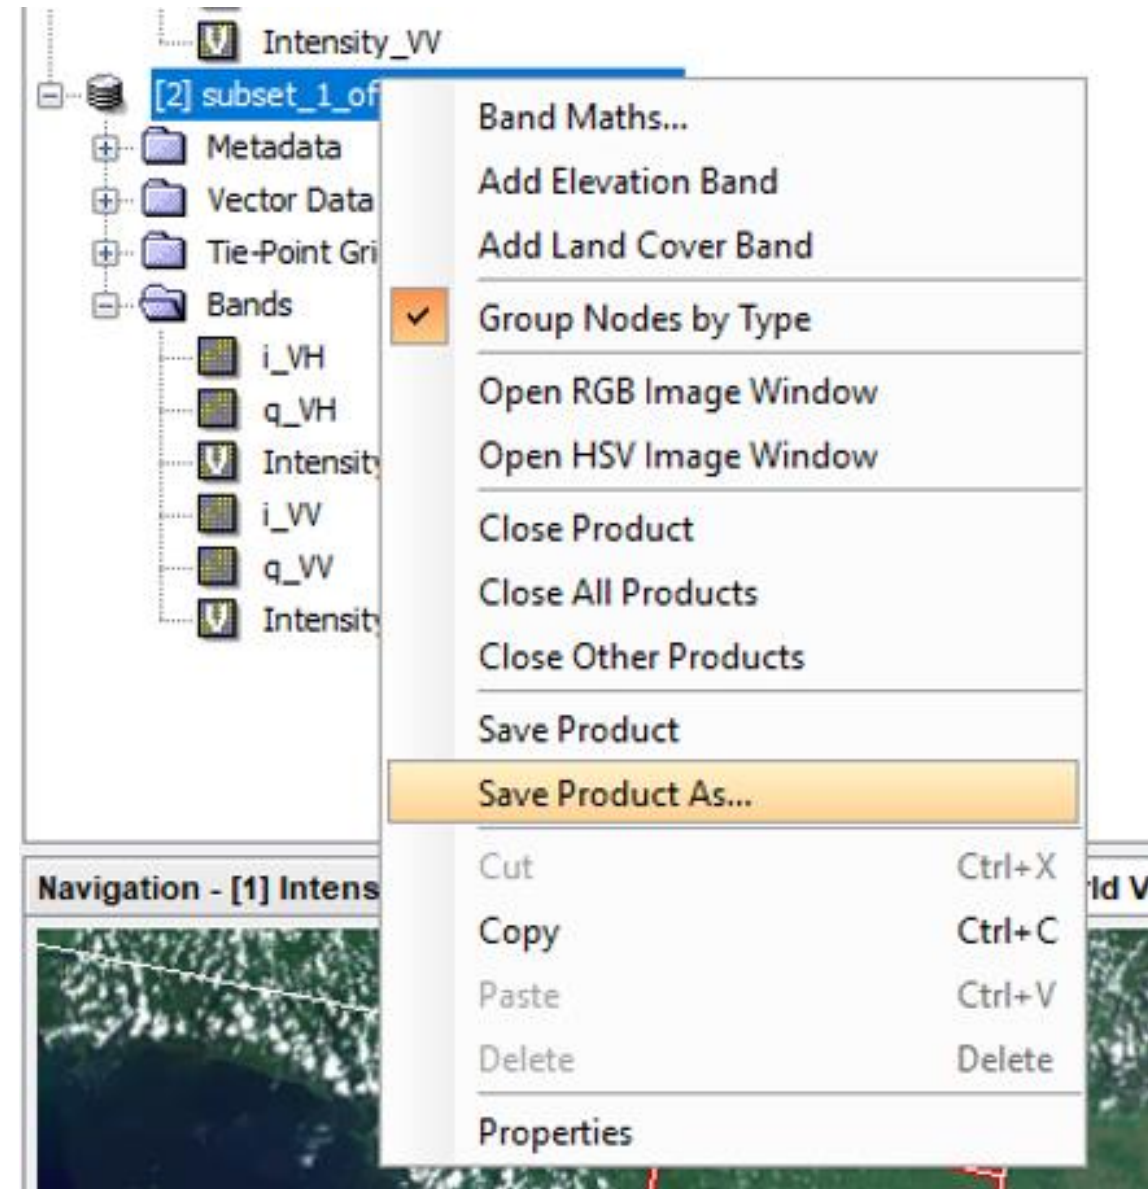 Intensity_VV
[2] subset_1_of
Metadata
Vector Data
Tie-Point Gri
Bands
i_VH
q_VH
Intensit
i_VV
q_VV
Intensit
Band Maths...
Add Elevation Band
Add Land Cover Band
Group Nodes by Type
Open RGB Image Window
Open HSV Image Window
Close Product
Close All Products
Close Other Products
Save Product
Save Product As...
Cut Ctrl+X
Copy Ctrl+C
Paste Ctrl+V
Delete Delete
Properties
Navigation - [1] Intens
ld V